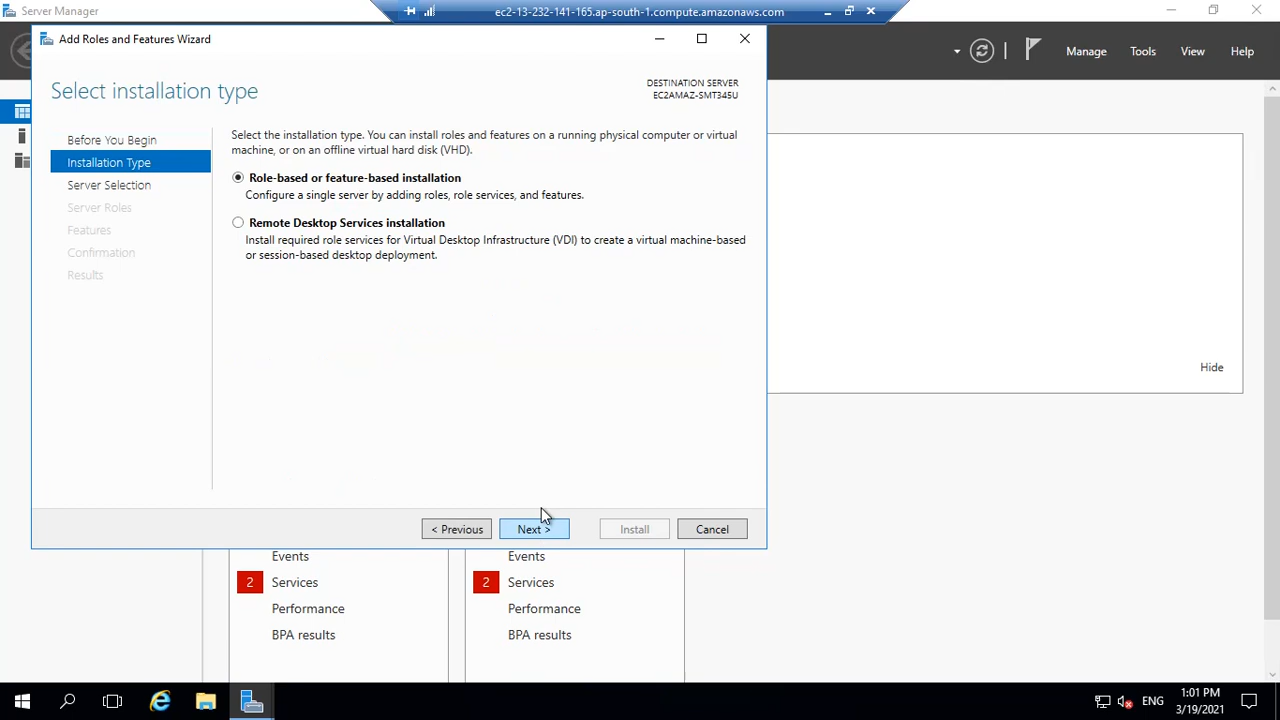 Server Manager
ec2-13-232-141-165.ap-south-1.compute.amazonaws.com
Add Roles and Features Wizard
Manage Tools View Help
Select installation type
DESTINATION SERVER
EC2AMAZ-SMT345U
Before You Begin
Installation Type
Server Selection
Server Roles
Features
Confirmation
Results
Select the installation type. You can install roles and features on a running physical computer or virtual
machine, or on an offline virtual hard disk (VHD).
Role-based or feature-based installation
Configure a single server by adding roles, role services, and features.
Remote Desktop Services installation
Install required role services for Virtual Desktop Infrastructure (VDI) to create a virtual machine-based
or session-based desktop deployment.
Hide
< Previous Next > Install Cancel
Events
2 Services
Performance
BPA results
Events
2 Services
Performance
BPA results
ENG
1:01 PM
3/19/2021